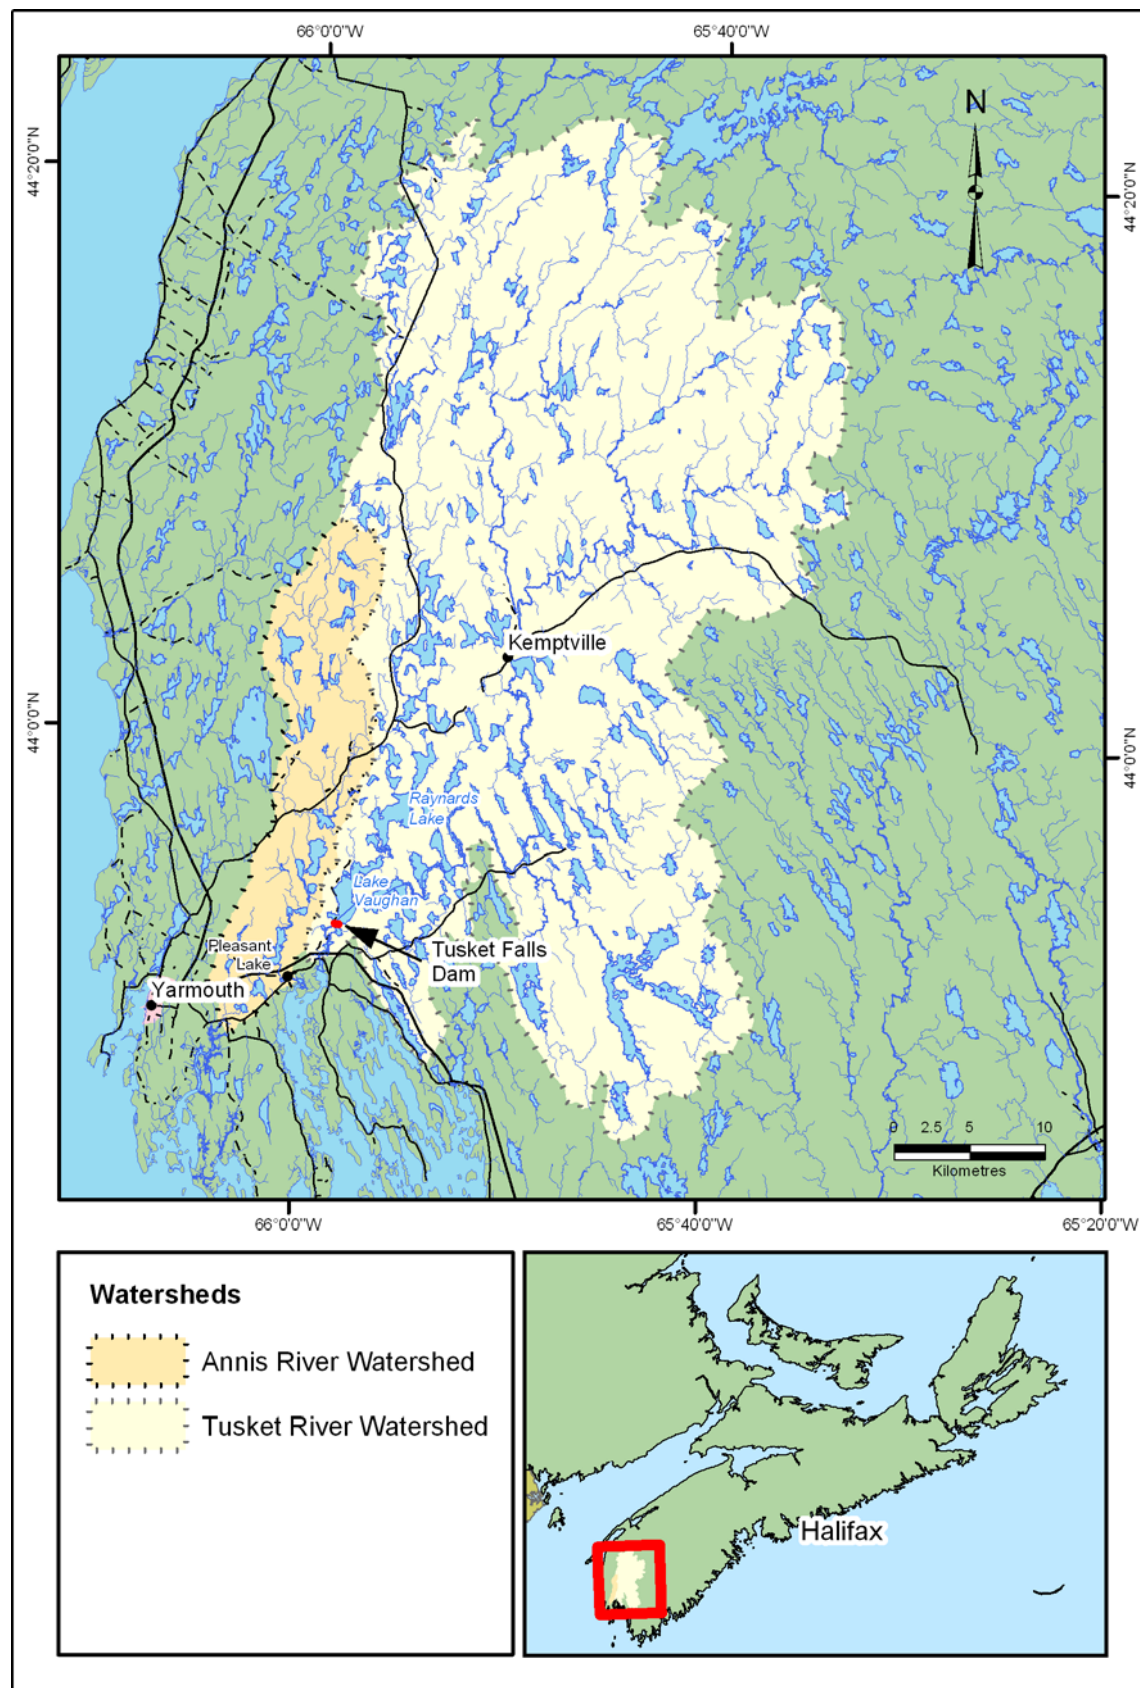 66°0'0"W
65°40'0"W
N
44°20'0"N
44°20'0"N
Kemptville
44°0'0"N
44°0'0"N
Raynards
Lake
Lake
Vaughan
Pleasant
Lake
Tusket Falls
Dam
Yarmouth
0 2.5 5 10
Kilometres
66°0'0"W
65°40'0"W
65°20'0"W
Watersheds
Annis River Watershed
Tusket River Watershed
Halifax